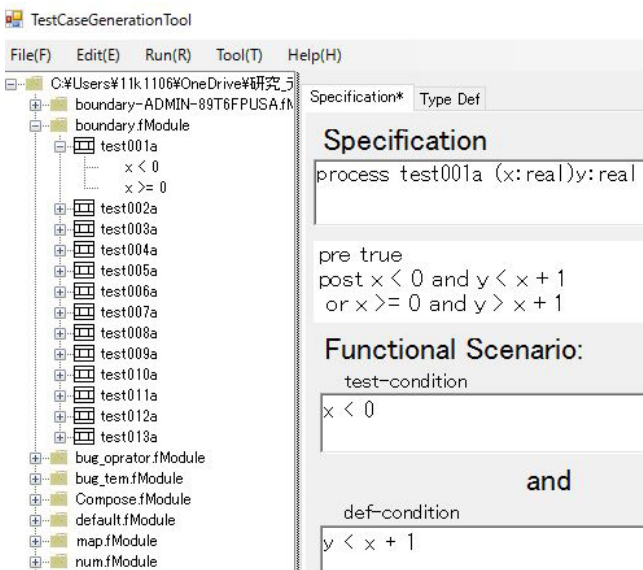 TestCaseGenerationTool
File(F) Edit(E) Run(R) Tool(T) Help(H)
C:¥Users¥11k1106¥OneDrive¥研究_
boundary-ADMIN-89T6FPUSA.fM
boundary.fModule
test001a
x < 0
x >= 0
test002a
test003a
test004a
test005a
test006a
test007a
test008a
test009a
test010a
test011a
test012a
test013a
bug_oprator.fModule
bug_tem.fModule
Compose.fModule
default.fModule
map.fModule
num.fModule
Specification* Type Def
Specification
process test001a (x:real)y:real
pre true
post x < 0 and y < x + 1
or x >= 0 and y > x + 1
Functional Scenario:
test-condition
x < 0
and
def-condition
y < x + 1